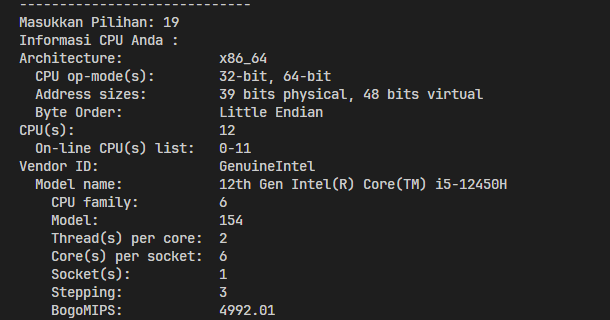 -----------------------------
Masukkan Pilihan: 19
Informasi CPU Anda :
Architecture:            x86_64
  CPU op-mode(s):        32-bit, 64-bit
  Address sizes:         39 bits physical, 48 bits virtual
  Byte Order:            Little Endian
CPU(s):                  12
  On-line CPU(s) list:   0-11
Vendor ID:               GenuineIntel
  Model name:            12th Gen Intel(R) Core(TM) i5-12450H
    CPU family:          6
    Model:               154
    Thread(s) per core:  2
    Core(s) per socket:  6
    Socket(s):           1
    Stepping:            3
    BogoMIPS:            4992.01